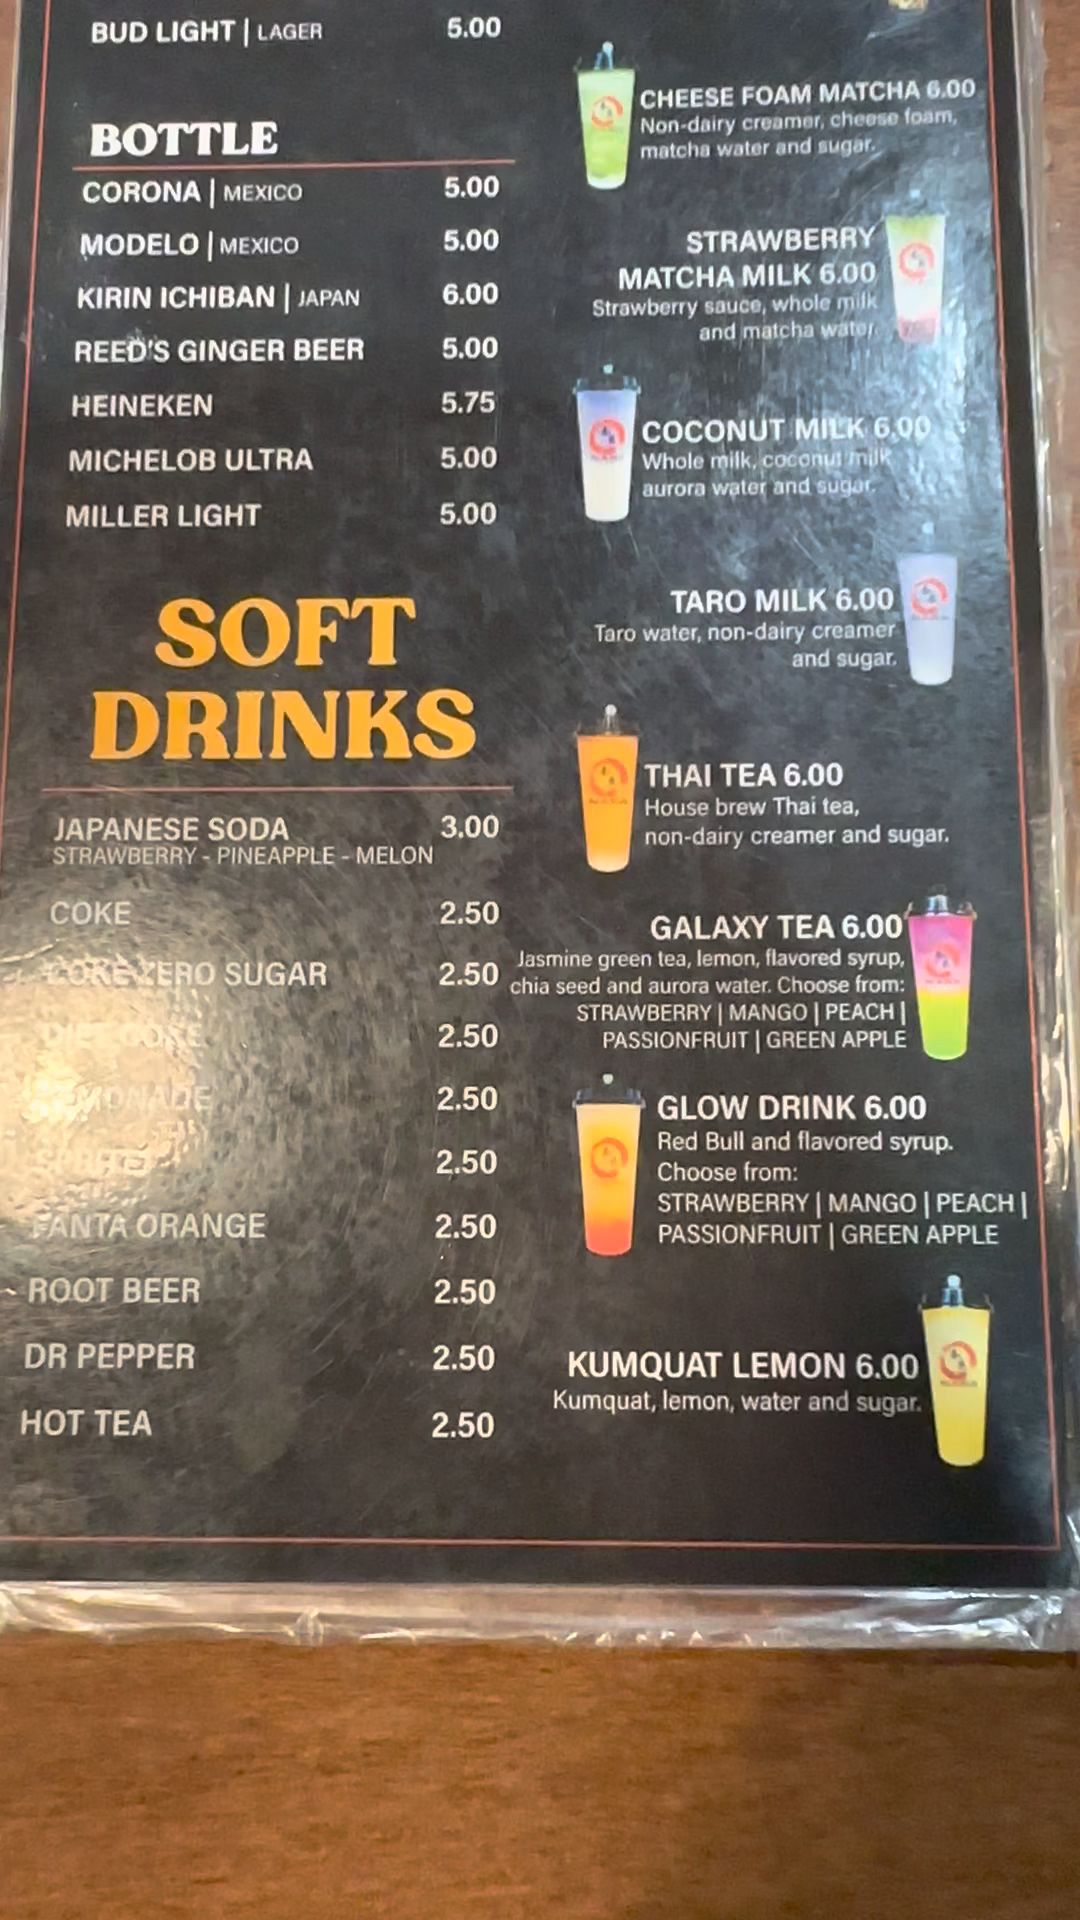 BUD LIGHT | LAGER 5.00
BOTTLE
CORONA | MEXICO 5.00
MODELO | MEXICO 5.00
KIRIN ICHIBAN | JAPAN 6.00
REED'S GINGER BEER 5.00
HEINEKEN 5.75
MICHELOB ULTRA 5.00
MILLER LIGHT 5.00
SOFT
DRINKS
JAPANESE SODA 3.00
STRAWBERRY - PINEAPPLE - MELON
COKE 2.50
COKE ZERO SUGAR 2.50
DIET COKE 2.50
LEMONADE 2.50
SPRITE 2.50
FANTA ORANGE 2.50
ROOT BEER 2.50
DR PEPPER 2.50
HOT TEA 2.50
CHEESE FOAM MATCHA 6.00
Non-dairy creamer, cheese foam,
matcha water and sugar.
STRAWBERRY
MATCHA MILK 6.00
Strawberry sauce, whole milk
and matcha water.
COCONUT MILK 6.00
Whole milk, coconut milk
aurora water and sugar.
TARO MILK 6.00
Taro water, non-dairy creamer
and sugar.
THAI TEA 6.00
House brew Thai tea,
non-dairy creamer and sugar.
GALAXY TEA 6.00
Jasmine green tea, lemon, flavored syrup,
chia seed and aurora water. Choose from:
STRAWBERRY | MANGO | PEACH |
PASSIONFRUIT | GREEN APPLE
GLOW DRINK 6.00
Red Bull and flavored syrup.
Choose from:
STRAWBERRY | MANGO | PEACH |
PASSIONFRUIT | GREEN APPLE
KUMQUAT LEMON 6.00
Kumquat, lemon, water and sugar.